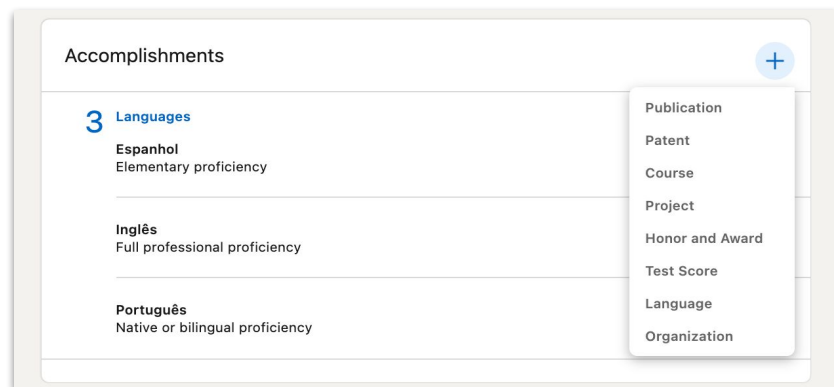 Accomplishments
+
3 Languages
Espanhol
Elementary proficiency
Inglês
Full professional proficiency
Português
Native or bilingual proficiency
Publication
Patent
Course
Project
Honor and Award
Test Score
Language
Organization